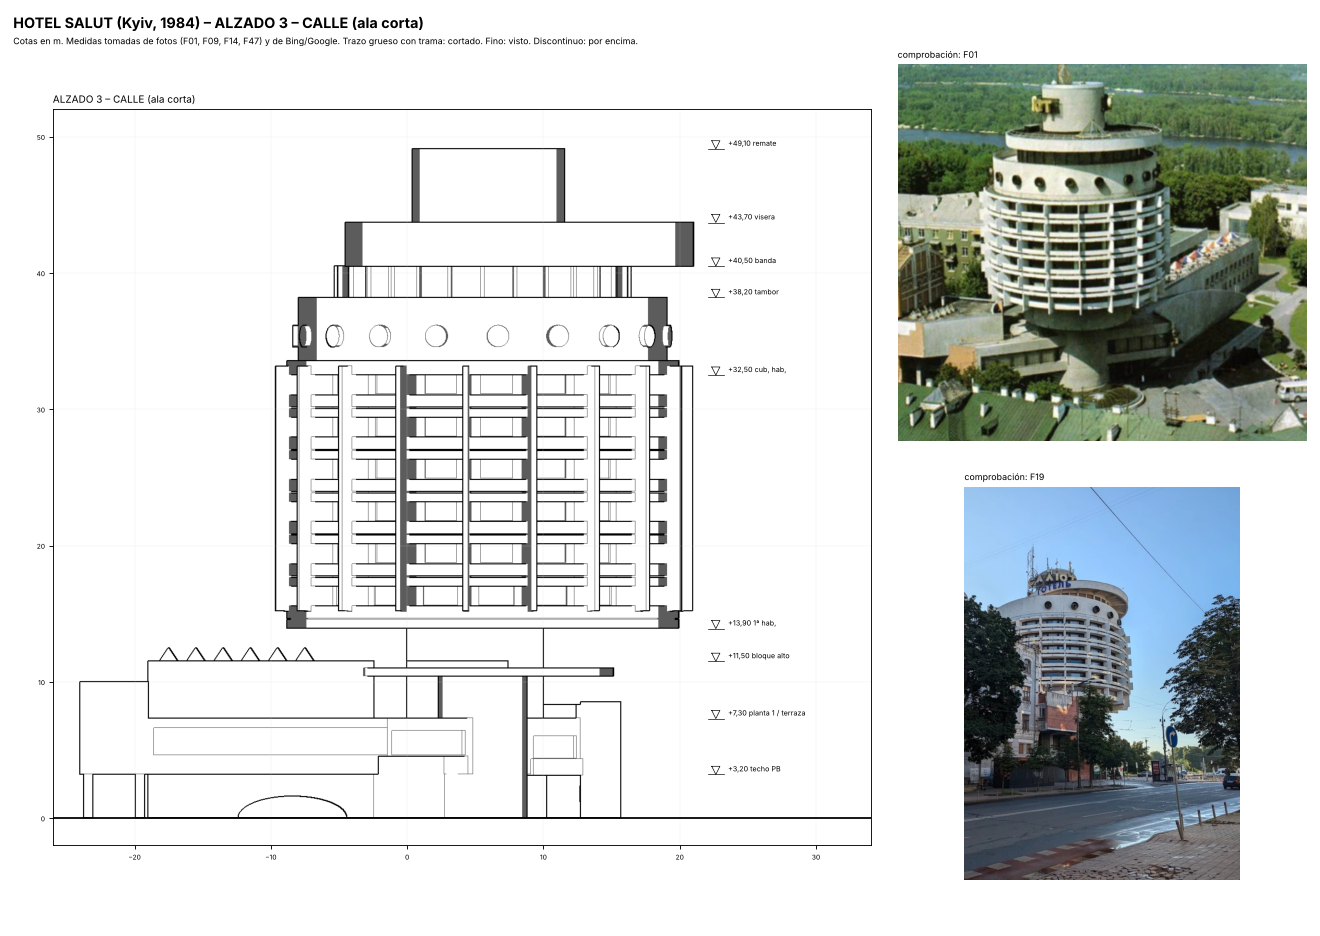 HOTEL SALUT (Kyiv, 1984) – ALZADO 3 – CALLE (ala corta)
Cotas en m. Medidas tomadas de fotos (F01, F09, F14, F47) y de Bing/Google. Trazo grueso con trama: cortado. Fino: visto. Discontinuo: por encima.
comprobación: F01
ALZADO 3 – CALLE (ala corta)
50
+49,10 remate
+43,70 visera
+40,50 banda
40
+38,20 tambor
+32,50 cub, hab,
30
comprobación: F19
20
ГОТЕЛЬ
+13,90 1ª hab,
+11,50 bloque alto
10
+7,30 planta 1 / terraza
+3,20 techo PB
0
−20
−10
0
10
20
30